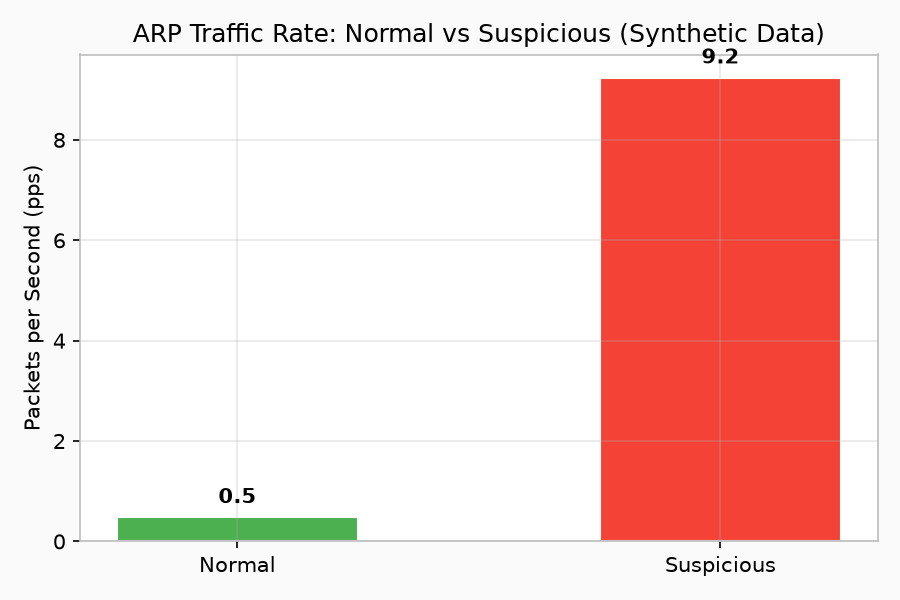 ARP Traffic Rate: Normal vs Suspicious (Synthetic Data)
9.2
8
6
4
2
0
Packets per Second (pps)
0.5
Normal
Suspicious